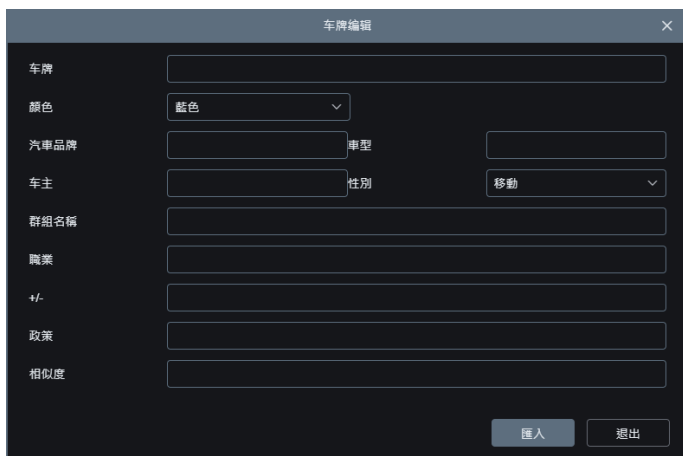 车牌编辑
车牌
顏色 藍色
汽車品牌 車型
车主 性別 移動
群組名稱
職業
+/-
政策
相似度
匯入 退出